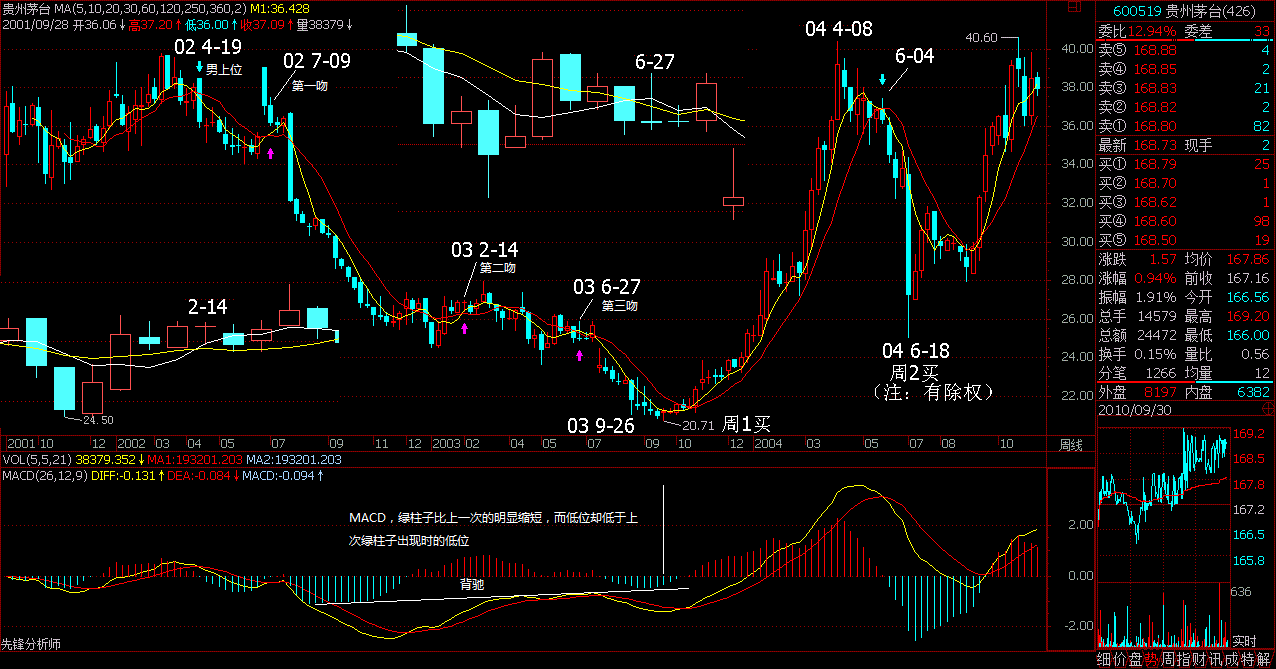 贵州茅台 MA(5,10,20,30,60,120,250,360,2) M1:36.428
2001/09/28 开36.06↓高37.20↑低36.00↑收37.09↑量38379↓
02 4-19
男上位
02 7-09
第一吻
6-27
04 4-08
6-04
40.60
40.00
38.00
36.00
34.00
32.00
30.00
28.00
26.00
24.00
22.00
03 2-14
第二吻
03 6-27
第三吻
2-14
24.50
04 6-18
周2买
(注: 有除权)
03 9-26
20.71
周1买
2001 10 12 2002 03 04 05 07 09 11 12 2003 02 04 05 07 09 10 12 2004 03 05 07 08 10 周线
VOL(5,5,21) 38379.352↓MA1:193201.203 MA2:193201.203
MACD(26,12,9) DIFF:-0.131↑DEA:-0.084↓MACD:-0.094↑
MACD，绿柱子比上一次的明显缩短，而低位却低于上
次绿柱子出现时的低位
背驰
2.00
0.00
-2.00
先锋分析师
600519 贵州茅台(426)
委比 12.94% 委差 33
卖⑤ 168.88 4
卖④ 168.85 2
卖③ 168.83 21
卖② 168.82 2
卖① 168.80 82
最新 168.73 现手 2
买① 168.79 25
买② 168.70 1
买③ 168.62 1
买④ 168.60 98
买⑤ 168.50 19
涨跌 1.57 均价 167.86
涨幅 0.94% 前收 167.16
振幅 1.91% 今开 166.56
总手 14579 最高 169.20
总额 24472 最低 166.00
换手 0.15% 量比 0.56
分笔 1266 均量 12
外盘 8197 内盘 6382
2010/09/30
169.2
168.5
167.8
167.2
166.5
165.8
636
实时
细价盘势周指财讯成特解